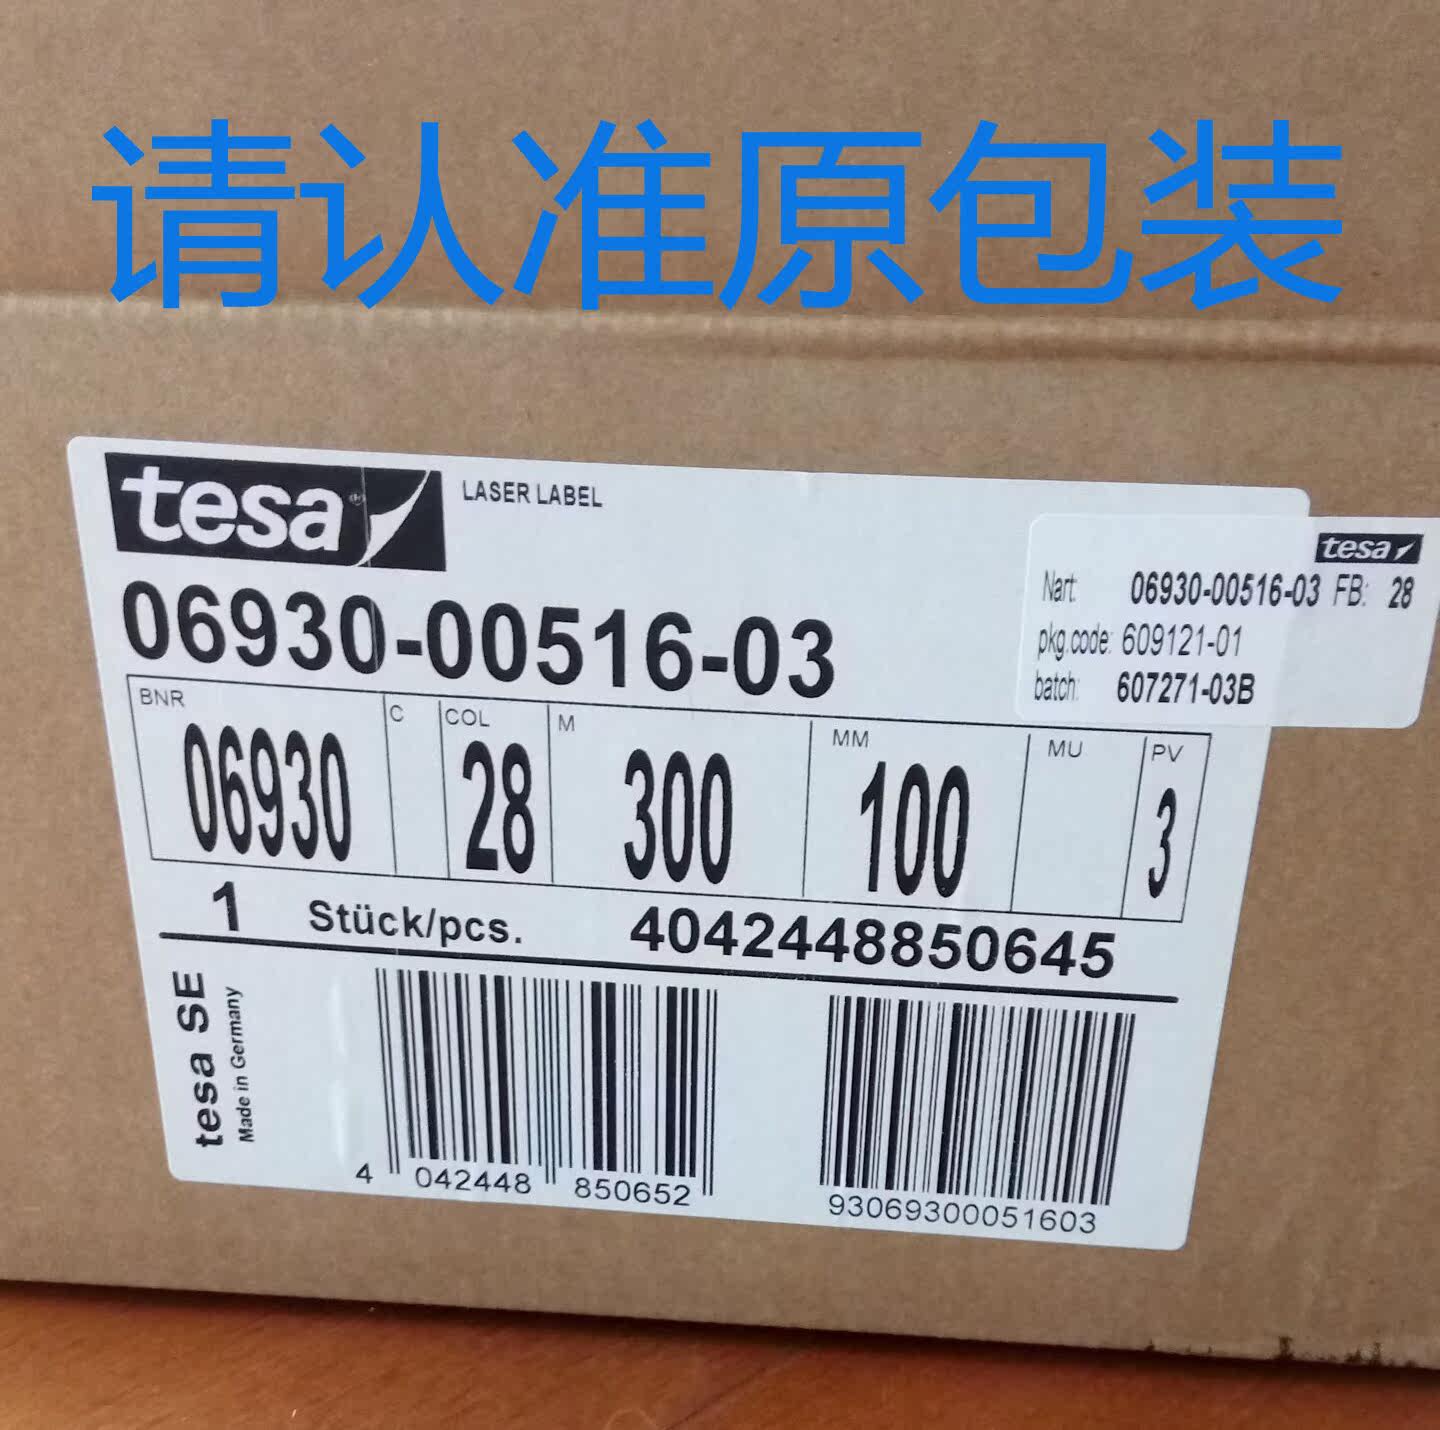 请认准原包装
tesa
LASER LABEL
06930-00516-03
tesa
Nart: 06930-00516-03 FB: 28
pkg.code: 609121-01
batch: 607271-03B
BNR C COL M MM MU PV
06930 28 300 100 3
1 Stück/pcs. 4042448850645
tesa SE
Made in Germany
4 042448 850652
93069300051603